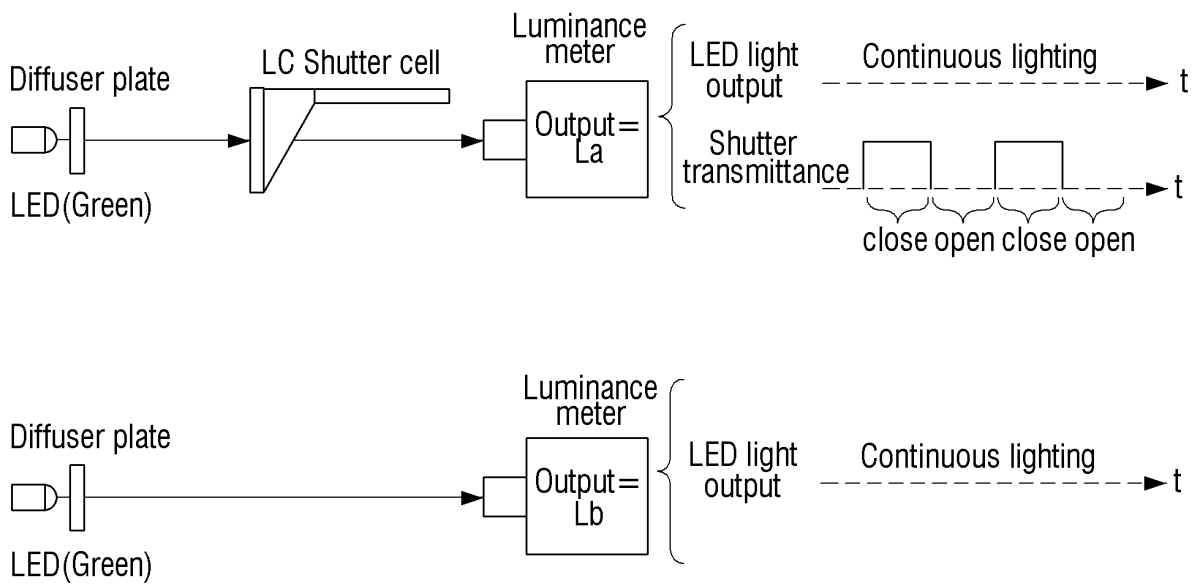 Diffuser plate
LED(Green)
LC Shutter cell
Luminance
meter
Output=
La
LED light
output
Continuous lighting
t
Shutter
transmittance
t
close open close open
Diffuser plate
LED(Green)
Luminance
meter
Output=
Lb
LED light
output
Continuous lighting
t